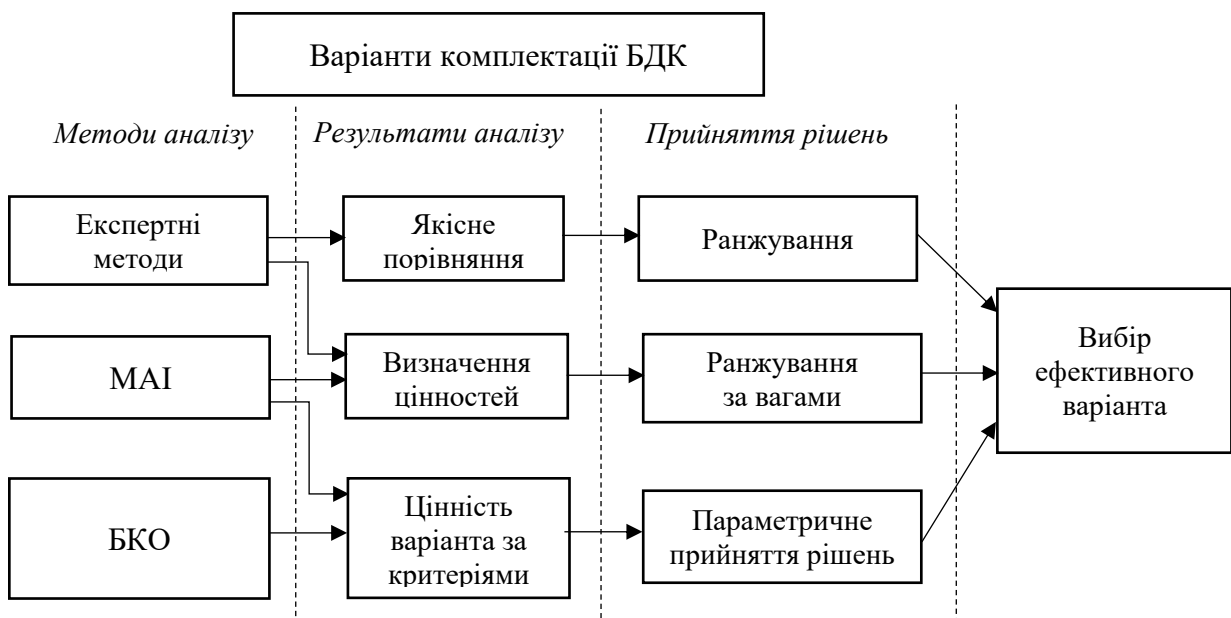 Варіанти комплектації БДК
Методи аналізу
Результати аналізу
Прийняття рішень
Експертні
методи
Якісне
порівняння
Ранжування
МАІ
Визначення
цінностей
Ранжування
за вагами
Вибір
ефективного
варіанта
БКО
Цінність
варіанта за
критеріями
Параметричне
прийняття рішень